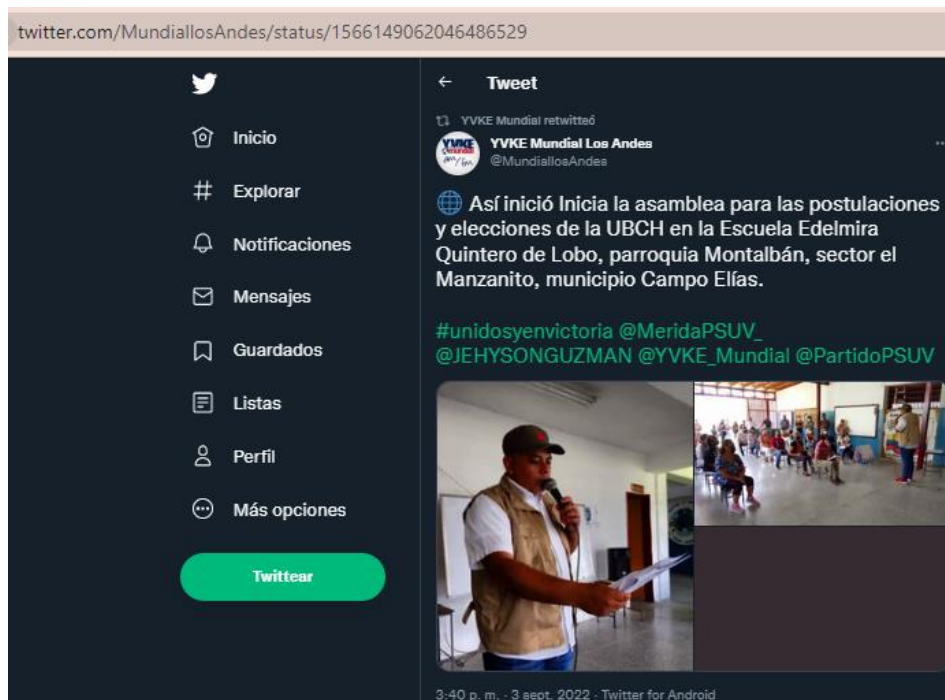 twitter.com/MundiallosAndes/status/1566149062046486529
Inicio
Explorar
Notificaciones
Mensajes
Guardados
Listas
Perfil
Más opciones
Twittear
Tweet
YVKE Mundial retwitteó
YVKE Mundial Los Andes
@MundiallosAndes
Así inició Inicia la asamblea para las postulaciones
y elecciones de la UBCH en la Escuela Edelmira
Quintero de Lobo, parroquia Montalbán, sector el
Manzanito, municipio Campo Elías.
#unidosyenvictoria @MeridaPSUV_
@JEHYSONGUZMAN @YVKE_Mundial @PartidoPSUV
3:40 p. m. · 3 sept. 2022 · Twitter for Android